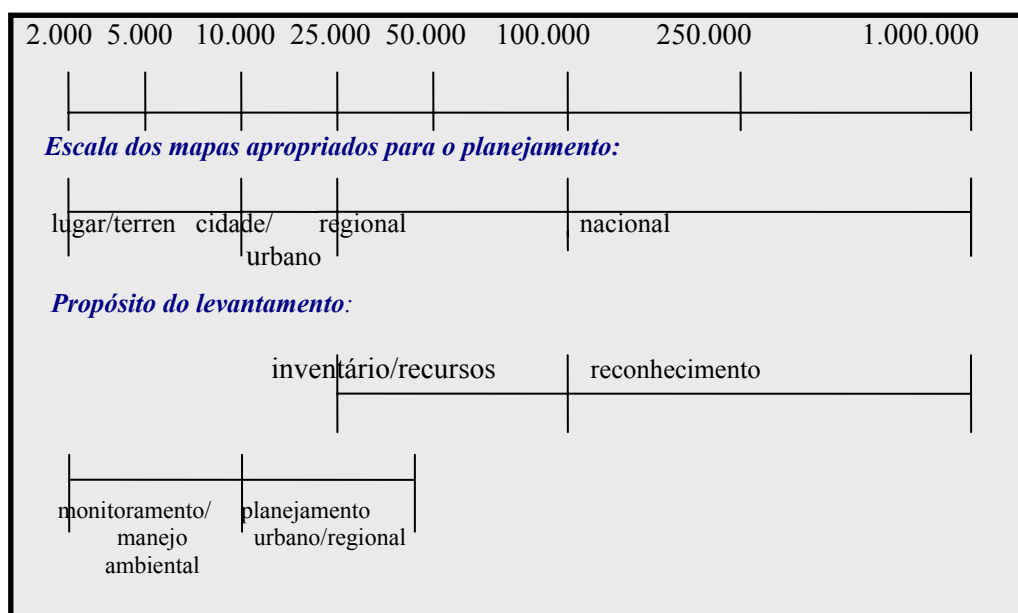 2.000 5.000 10.000 25.000 50.000 100.000 250.000 1.000.000
Escala dos mapas apropriados para o planejamento:
lugar/terren cidade/ regional nacional
urbano
Propósito do levantamento:
inventário/recursos reconhecimento
monitoramento/ planejamento
manejo urbano/regional
ambiental